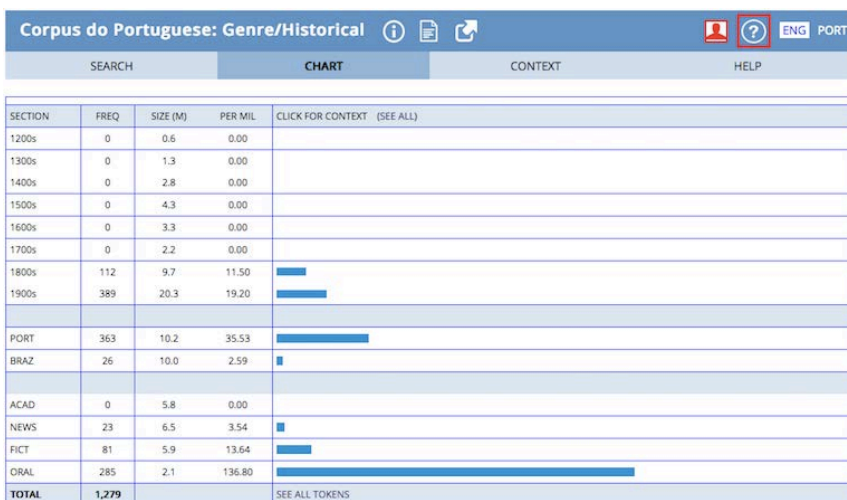 Corpus do Portuguese: Genre/Historical ENG PORT
SEARCH CHART CONTEXT HELP
SECTION FREQ SIZE (M) PER MIL CLICK FOR CONTEXT (SEE ALL)
1200s 0 0.6 0.00
1300s 0 1.3 0.00
1400s 0 2.8 0.00
1500s 0 4.3 0.00
1600s 0 3.3 0.00
1700s 0 2.2 0.00
1800s 112 9.7 11.50
1900s 389 20.3 19.20
PORT 363 10.2 35.53
BRAZ 26 10.0 2.59
ACAD 0 5.8 0.00
NEWS 23 6.5 3.54
FICT 81 5.9 13.64
ORAL 285 2.1 136.80
TOTAL 1,279 SEE ALL TOKENS